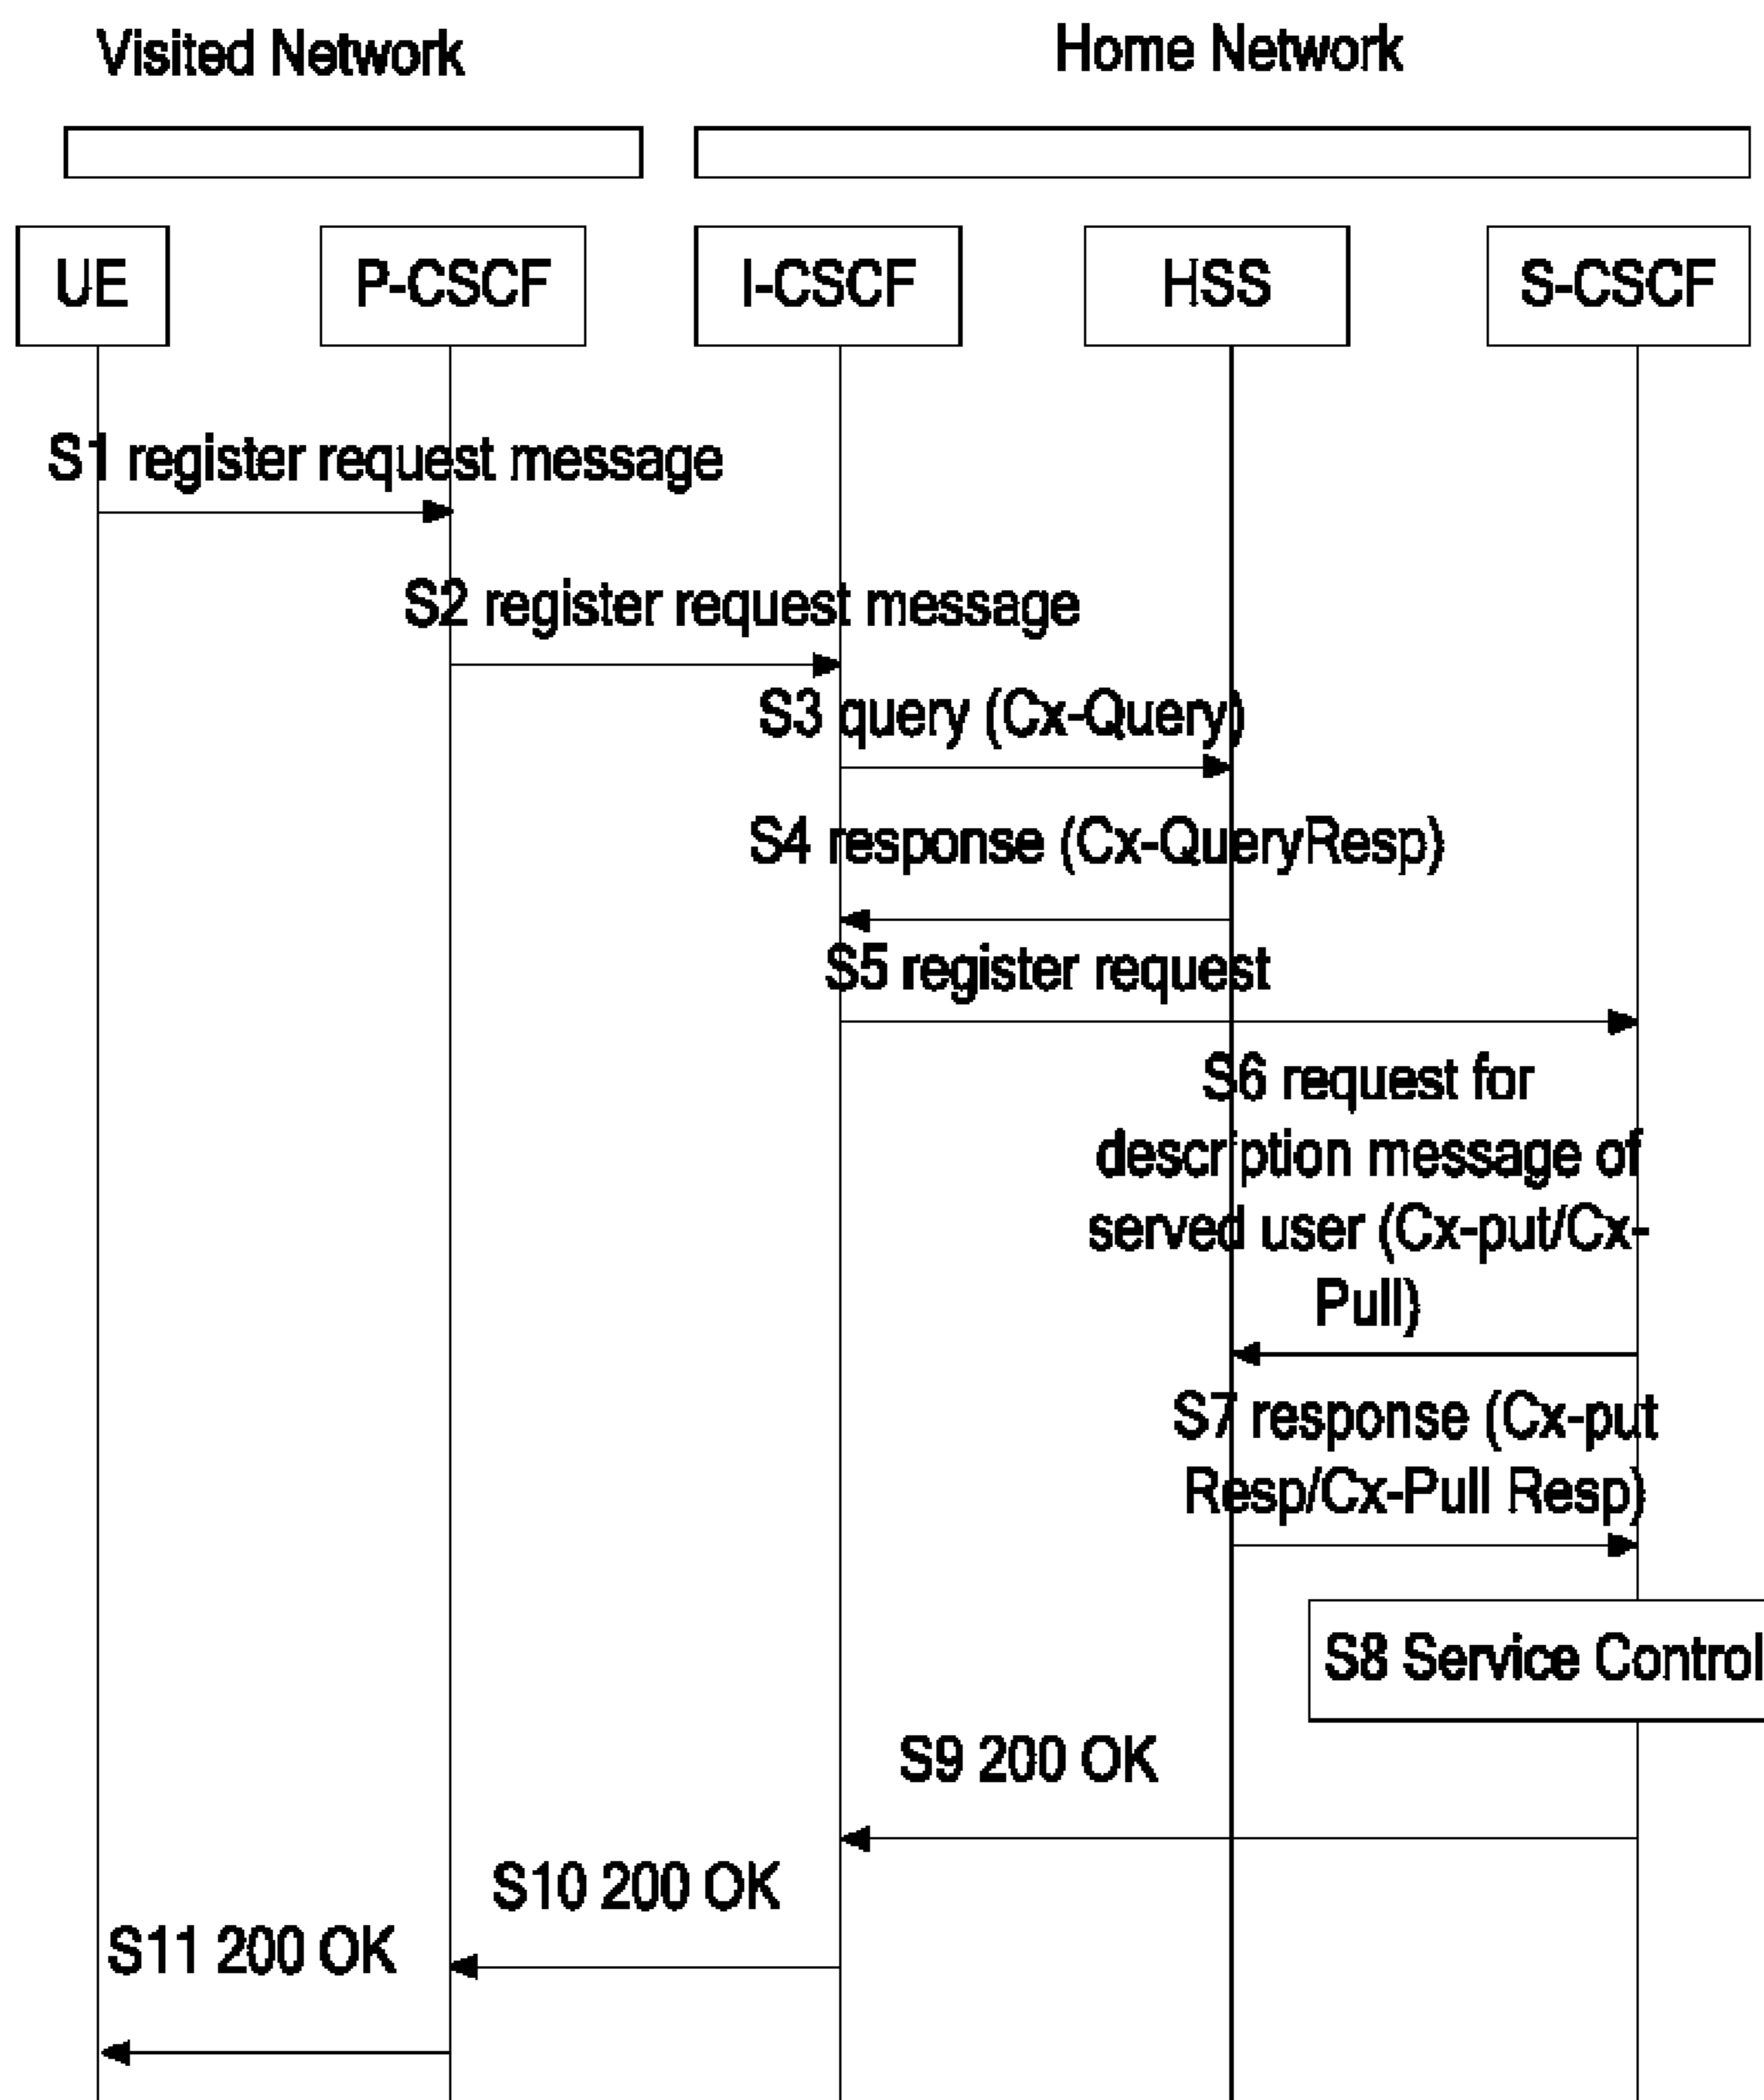 Visited Network
Home Network
UE
P-CSCF
I-CSCF
HSS
S-CSCF
S1 register request message
S2 register request message
S3 query (Cx-Query)
S4 response (Cx-QueryResp)
S5 register request
S6 request for
description message of
served user (Cx-put/Cx-
Pull)
S7 response (Cx-put
Resp/Cx-Pull Resp)
S8 Service Control
S9 200 OK
S10 200 OK
S11 200 OK